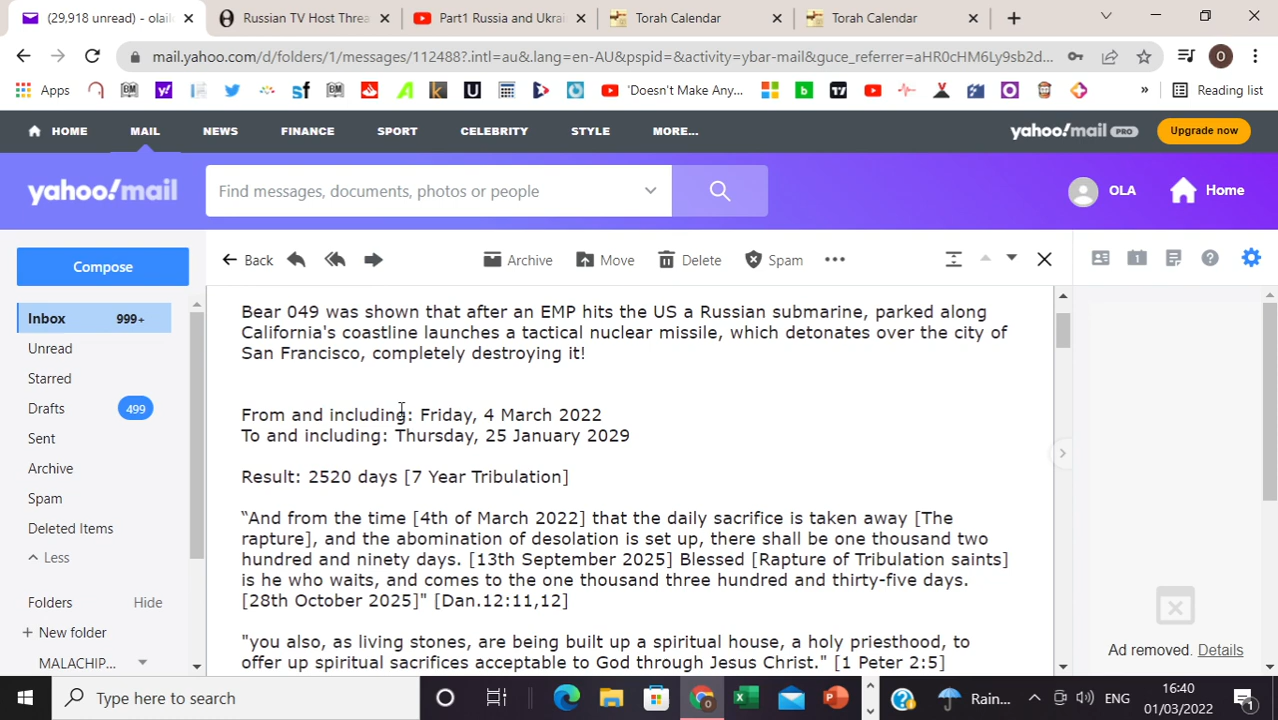 (29,918 unread) - olaik
Russian TV Host Threa
Part1 Russia and Ukrai
Torah Calendar
Torah Calendar
mail.yahoo.com/d/folders/1/messages/112488?.intl=au&.lang=en-AU&pspid=&activity=ybar-mail&guce_referrer=aHR0cHM6Ly9sb2d...
Apps
'Doesn't Make Any...
»
Reading list
HOME
MAIL
NEWS
FINANCE
SPORT
CELEBRITY
STYLE
MORE...
yahoo!mail PRO
Upgrade now
yahoo!mail
Find messages, documents, photos or people
OLA
Home
Compose
Back
Archive
Move
Delete
Spam
Inbox 999+
Unread
Starred
Drafts 499
Sent
Archive
Spam
Deleted Items
Less
Folders Hide
+ New folder
MALACHIP...
Bear 049 was shown that after an EMP hits the US a Russian submarine, parked along
California's coastline launches a tactical nuclear missile, which detonates over the city of
San Francisco, completely destroying it!
From and including: Friday, 4 March 2022
To and including: Thursday, 25 January 2029
Result: 2520 days [7 Year Tribulation]
“And from the time [4th of March 2022] that the daily sacrifice is taken away [The
rapture], and the abomination of desolation is set up, there shall be one thousand two
hundred and ninety days. [13th September 2025] Blessed [Rapture of Tribulation saints]
is he who waits, and comes to the one thousand three hundred and thirty-five days.
[28th October 2025]" [Dan.12:11,12]
"you also, as living stones, are being built up a spiritual house, a holy priesthood, to
offer up spiritual sacrifices acceptable to God through Jesus Christ." [1 Peter 2:5]
Ad removed. Details
Type here to search
Rain...
ENG
16:40
01/03/2022